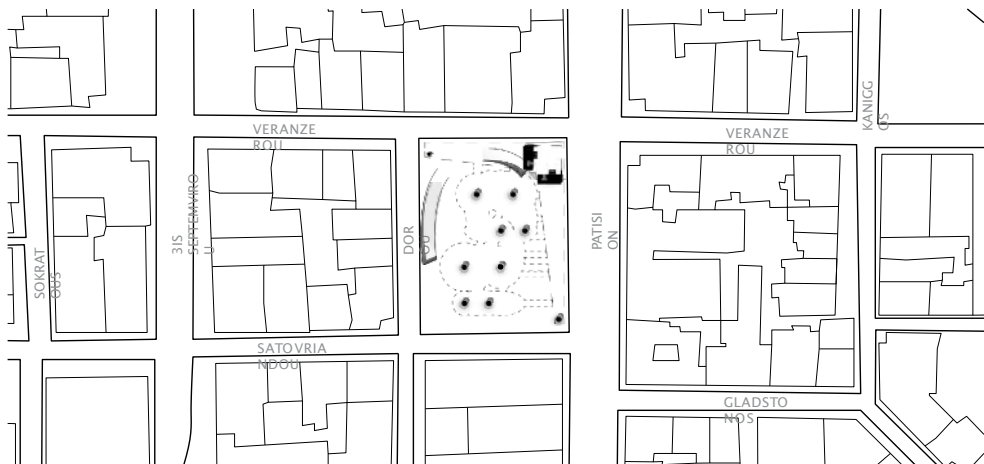 KANIGG
OS
VERANZE
ROU
VERANZE
ROU
3IS
SEPTEMVRIO
U
DOR
OU
PATISI
ON
SOKRAT
OUS
SATOVRIA
NDOU
GLADSTO
NOS